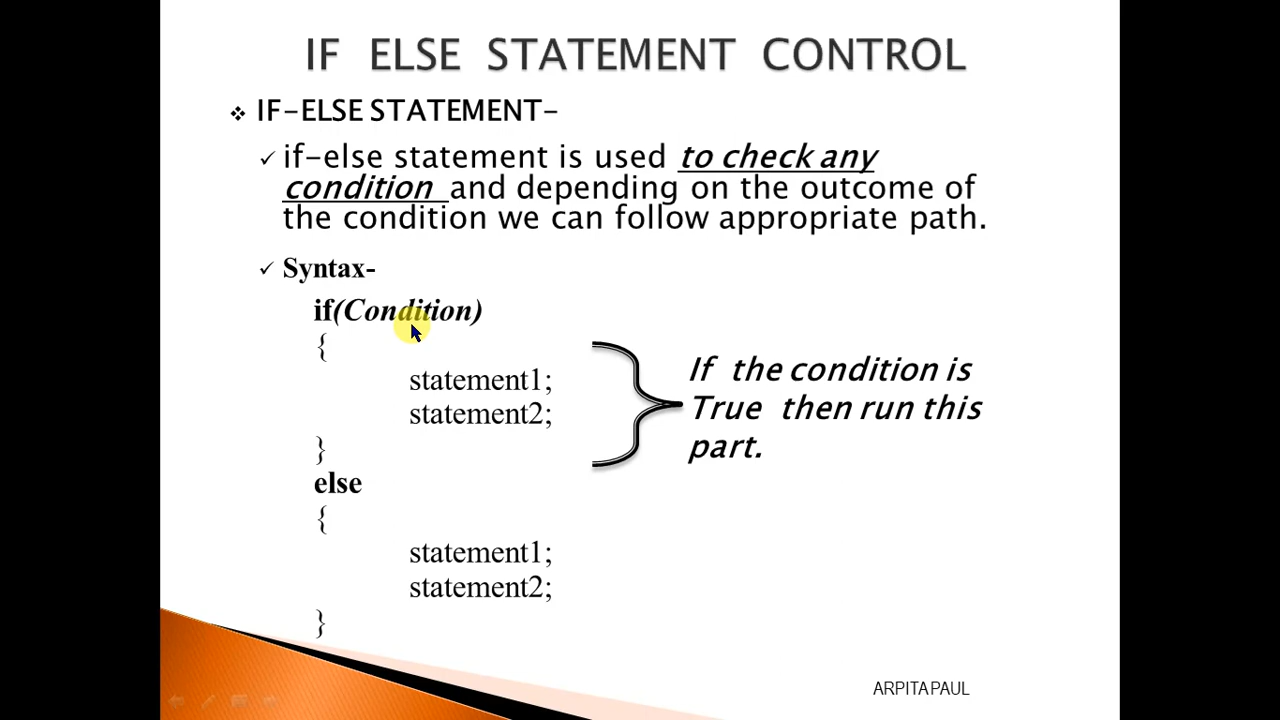 IF ELSE STATEMENT CONTROL
❖ IF-ELSE STATEMENT-
✓ if-else statement is used to check any
condition and depending on the outcome of
the condition we can follow appropriate path.
✓ Syntax-
if(Condition)
{
statement1;
statement2;
}
If the condition is
True then run this
part.
else
{
statement1;
statement2;
}
ARPITA PAUL